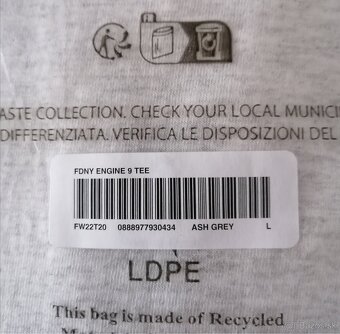 ASTE COLLECTION. CHECK YOUR LOCAL MUNICI
DIFFERENZIATA. VERIFICA LE DISPOSIZIONI DEL
FDNY ENGINE 9 TEE
FW22T20 0888977930434 ASH GREY L
LDPE
This bag is made of Recycled